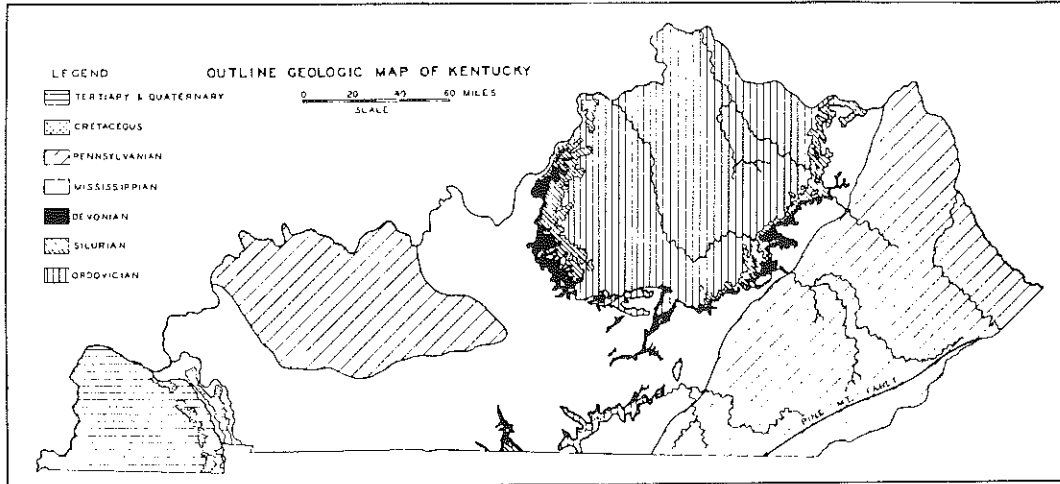 OUTLINE GEOLOGIC MAP OF KENTUCKY
0 20 40 60 MILES
SCALE
LEGEND
TERTIARY & QUATERNARY
CRETACEOUS
PENNSYLVANIAN
MISSISSIPPIAN
DEVONIAN
SILURIAN
ORDOVICIAN
PINE MT. FAULT